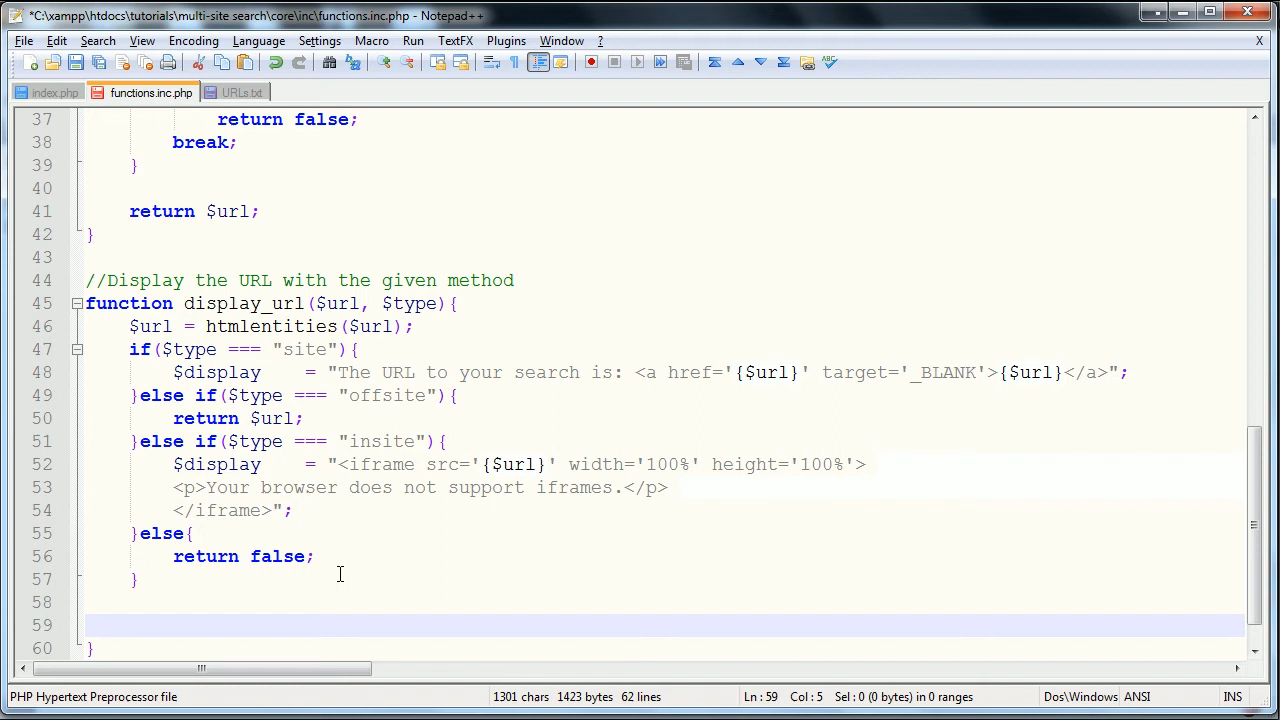 *C:\xampp\htdocs\tutorials\multi-site search\core\inc\functions.inc.php - Notepad++
File Edit Search View Encoding Language Settings Macro Run TextFX Plugins Window ? X
index.php functions.inc.php URLs.txt
37 return false;
38 break;
39 }
40
41 return $url;
42 }
43
44 //Display the URL with the given method
45 function display_url($url, $type){
46 $url = htmlentities($url);
47 if($type === "site"){
48 $display = "The URL to your search is: <a href='{$url}' target='_BLANK'>{$url}</a>";
49 }else if($type === "offsite"){
50 return $url;
51 }else if($type === "insite"){
52 $display = "<iframe src='{$url}' width='100%' height='100%'>
53 <p>Your browser does not support iframes.</p>
54 </iframe>";
55 }else{
56 return false;
57 }
58
59
60 }
PHP Hypertext Preprocessor file 1301 chars 1423 bytes 62 lines Ln : 59 Col : 5 Sel : 0 (0 bytes) in 0 ranges Dos\Windows ANSI INS